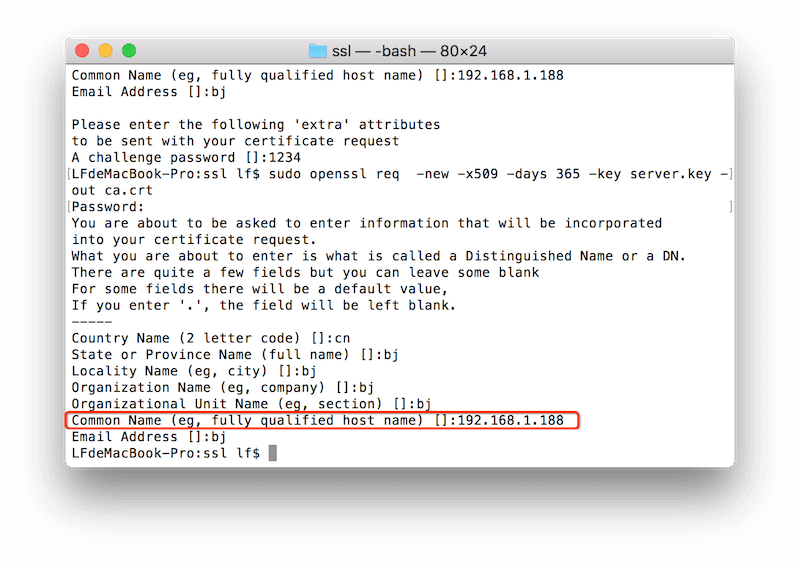 ssl — -bash — 80×24
Common Name (eg, fully qualified host name) []:192.168.1.188
Email Address []:bj
Please enter the following 'extra' attributes
to be sent with your certificate request
A challenge password []:1234
[LFdeMacBook-Pro:ssl lf$ sudo openssl req  -new -x509 -days 365 -key server.key -]
out ca.crt
[Password: ]
You are about to be asked to enter information that will be incorporated
into your certificate request.
What you are about to enter is what is called a Distinguished Name or a DN.
There are quite a few fields but you can leave some blank
For some fields there will be a default value,
If you enter '.', the field will be left blank.
-----
Country Name (2 letter code) []:cn
State or Province Name (full name) []:bj
Locality Name (eg, city) []:bj
Organization Name (eg, company) []:bj
Organizational Unit Name (eg, section) []:bj
Common Name (eg, fully qualified host name) []:192.168.1.188
Email Address []:bj
LFdeMacBook-Pro:ssl lf$